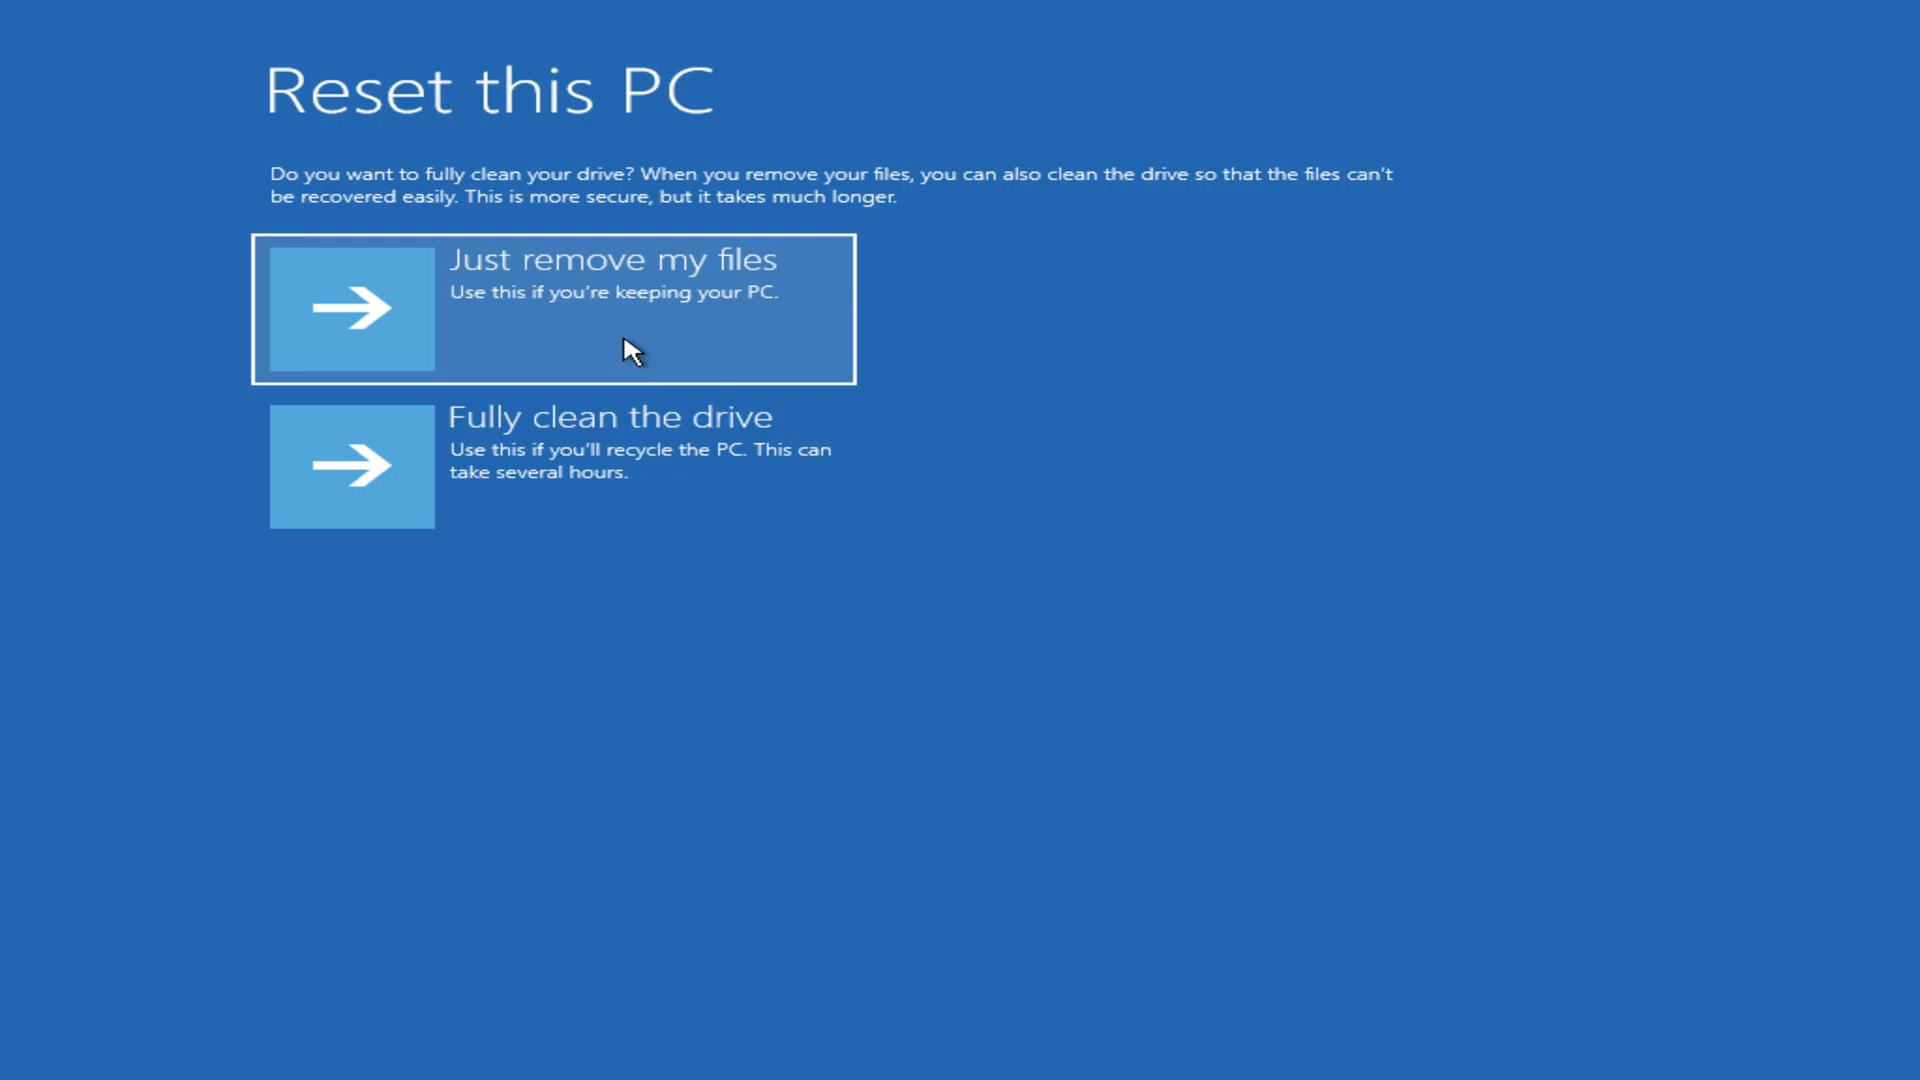 Reset this PC
Do you want to fully clean your drive? When you remove your files, you can also clean the drive so that the files can't
be recovered easily. This is more secure, but it takes much longer.
Just remove my files
Use this if you're keeping your PC.
Fully clean the drive
Use this if you'll recycle the PC. This can
take several hours.